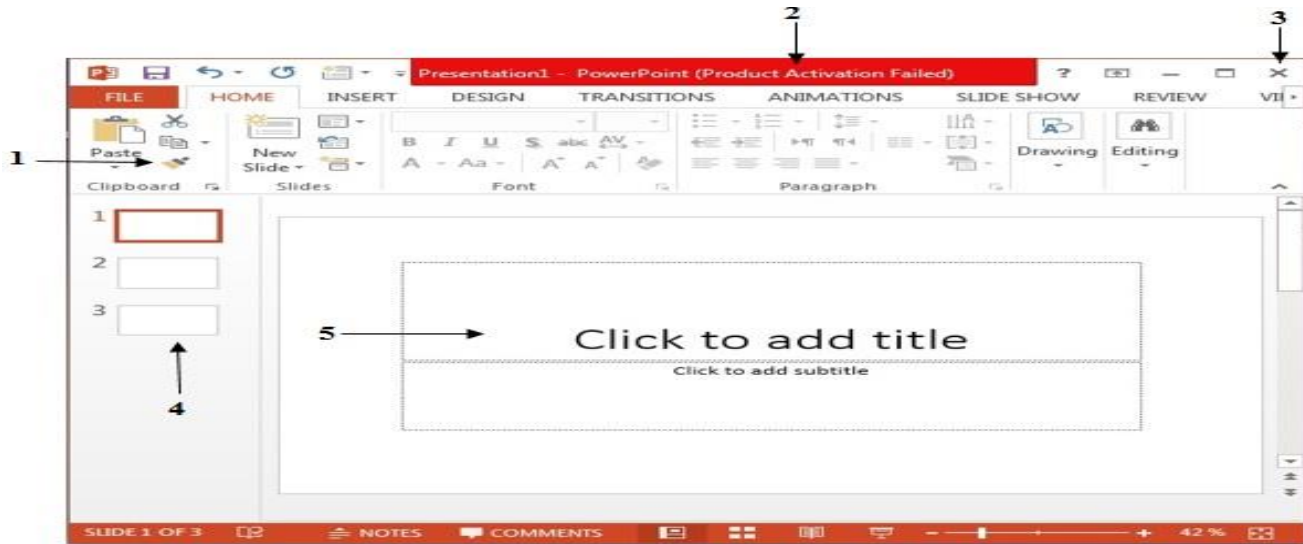 2 3
Presentation1 - PowerPoint (Product Activation Failed) ?
FILE HOME INSERT DESIGN TRANSITIONS ANIMATIONS SLIDE SHOW REVIEW
1 Paste New Slide B I U S abc AV Drawing Editing
A Aa A A
Clipboard Slides Font Paragraph
1
2
3
5 Click to add title
Click to add subtitle
4
SLIDE 1 OF 3 NOTES COMMENTS - + 42 %